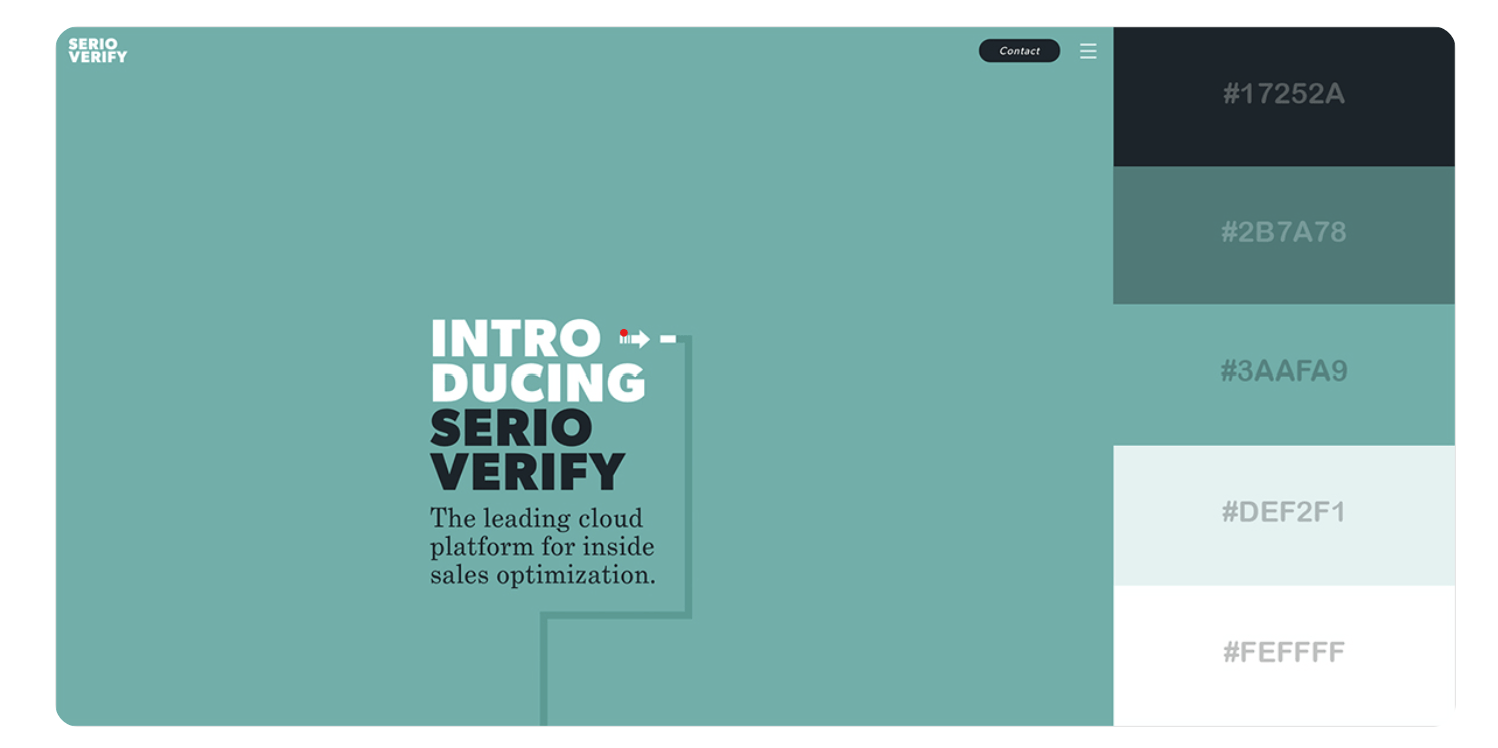 SERIO
VERIFY
Contact
INTRO
DUCING
SERIO
VERIFY
The leading cloud
platform for inside
sales optimization.
#17252A
#2B7A78
#3AAFA9
#DEF2F1
#FEFFFF